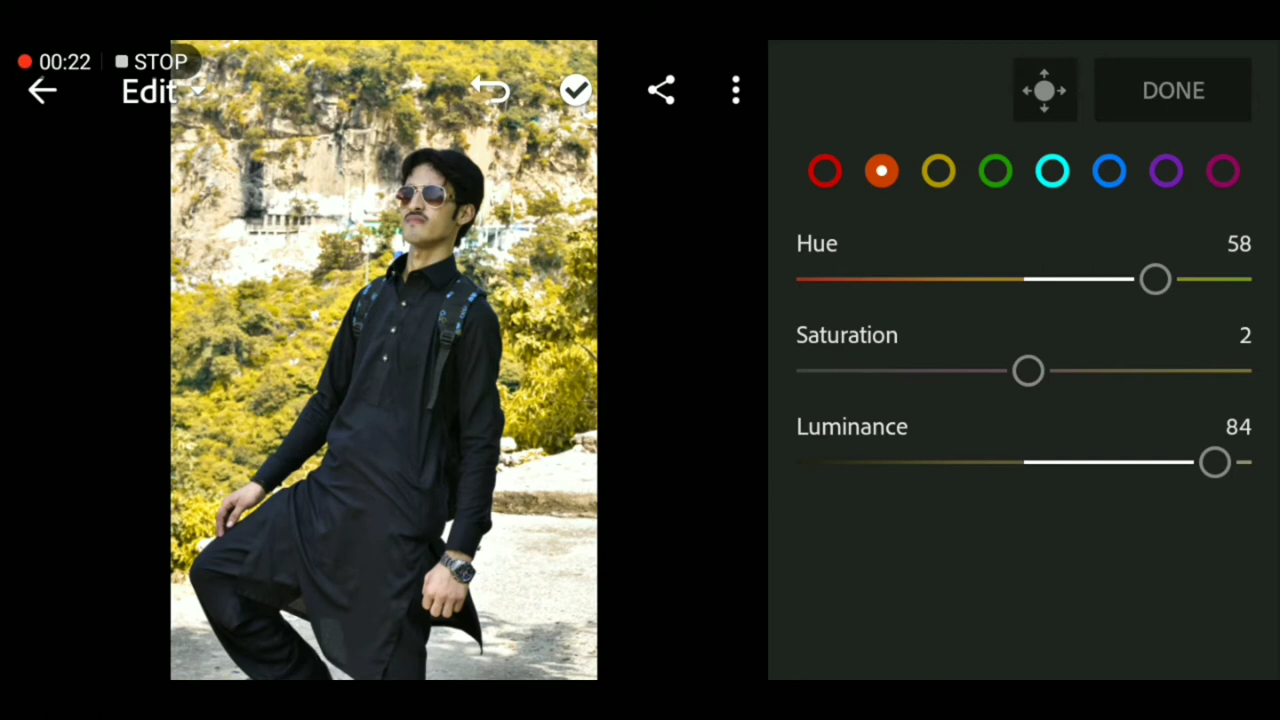 00:22 STOP
Edit
DONE
Hue 58
Saturation 2
Luminance 84